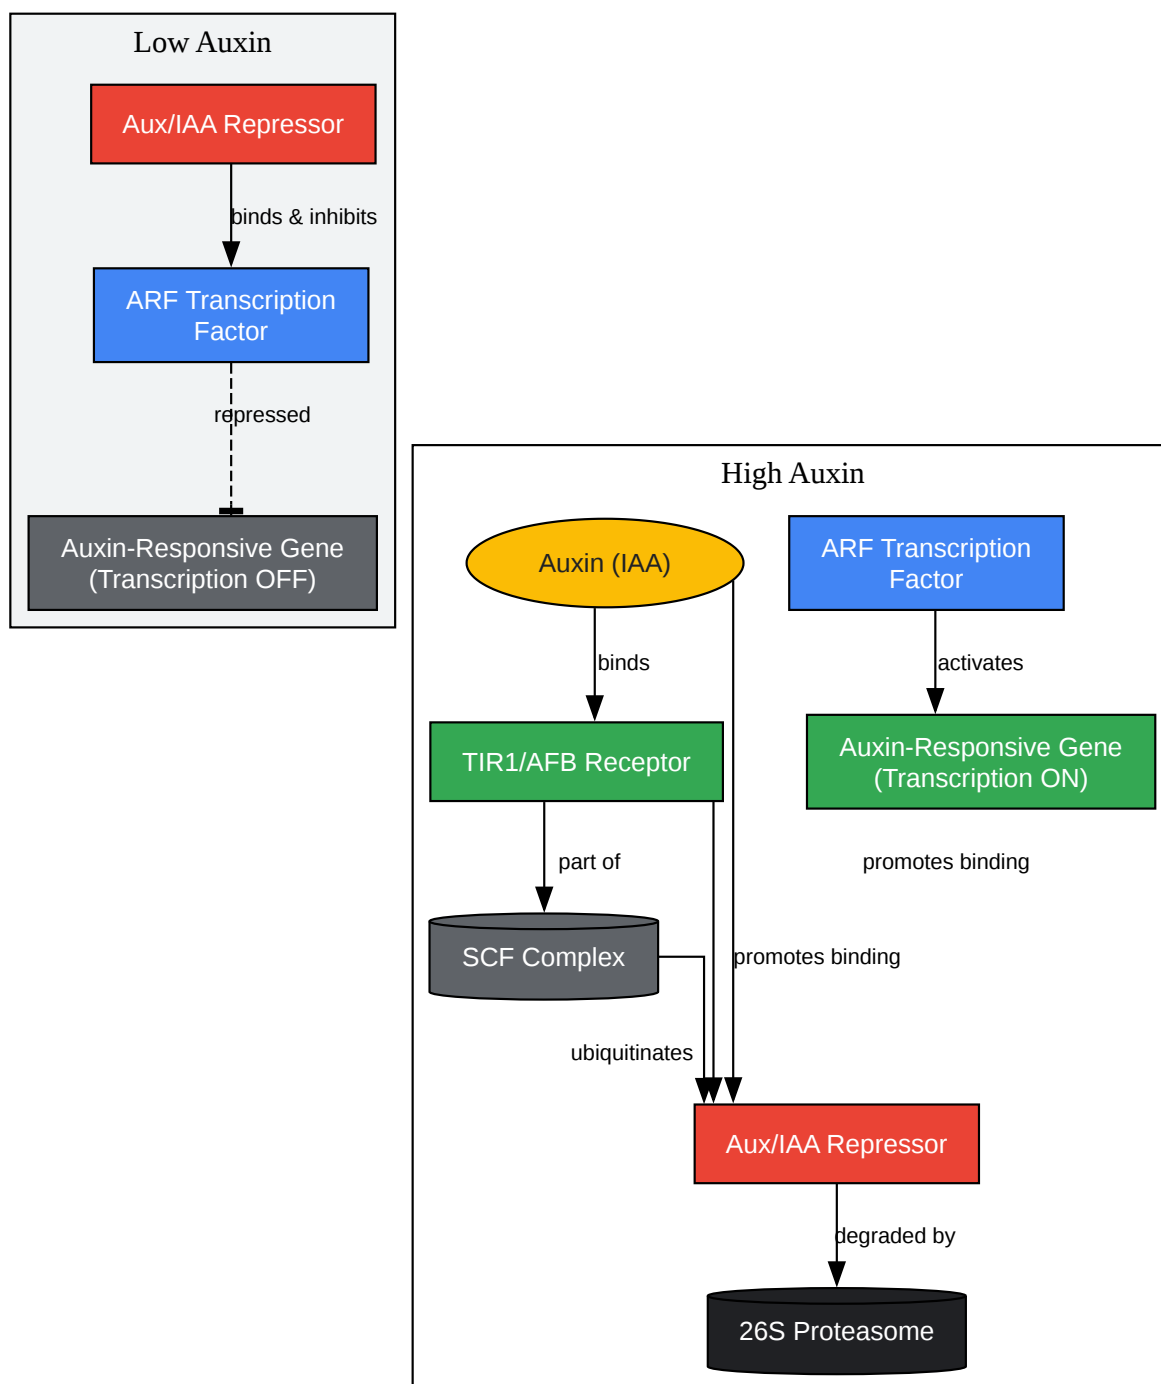 Low Auxin
Aux/IAA Repressor
binds & inhibits
ARF Transcription
Factor
repressed
Auxin-Responsive Gene
(Transcription OFF)
High Auxin
Auxin (IAA)
ARF Transcription
Factor
binds
activates
TIR1/AFB Receptor
Auxin-Responsive Gene
(Transcription ON)
part of
promotes binding
SCF Complex
promotes binding
ubiquitinates
Aux/IAA Repressor
degraded by
26S Proteasome